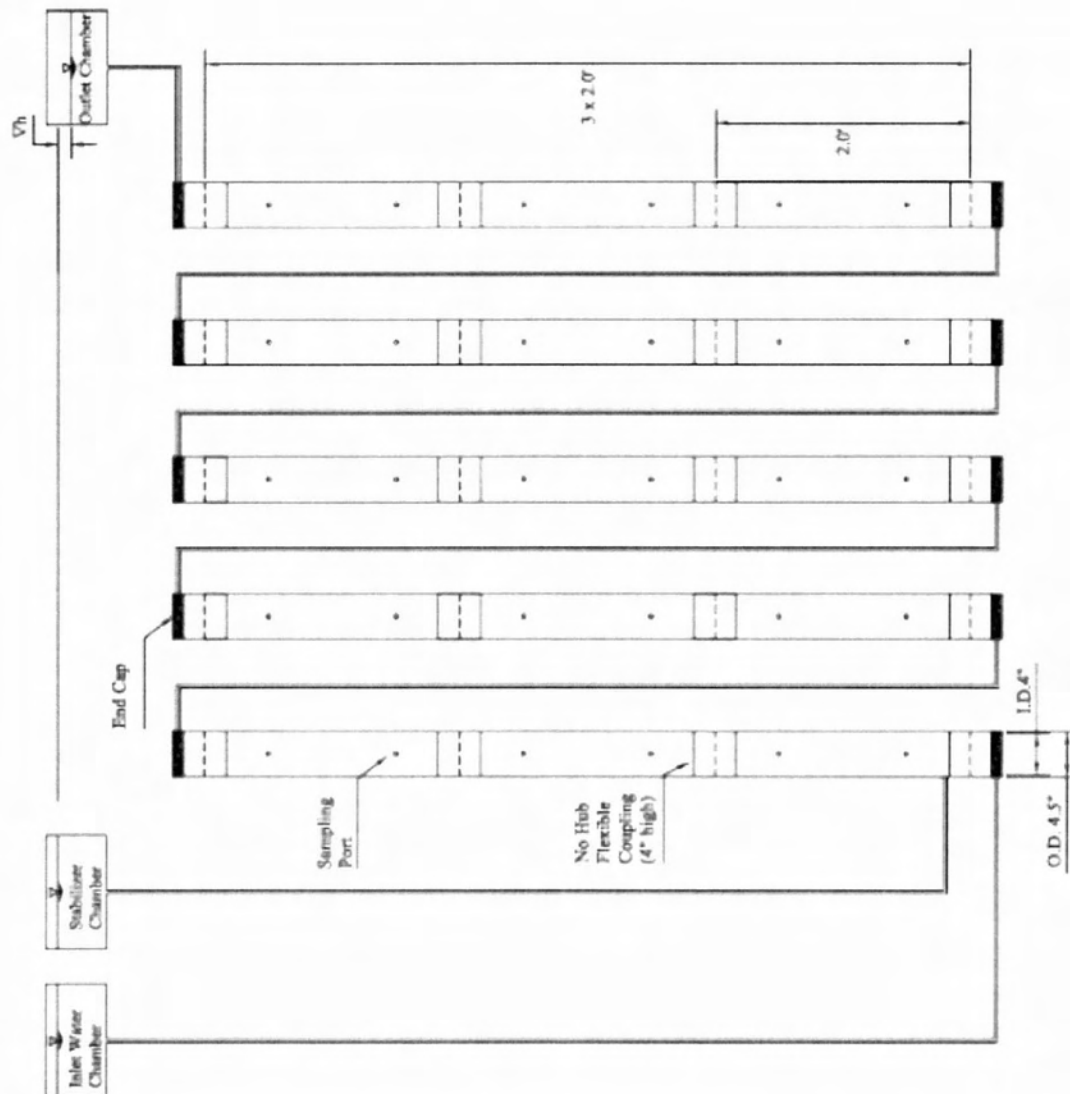 ∇h
Outlet Chamber
3 x 2.0'
2.0'
End Cap
Sampling
Port
No Hub
Flexible
Coupling
(4" high)
I.D.4"
O.D. 4.5"
Stabilizer
Chamber
Inlet Water
Chamber